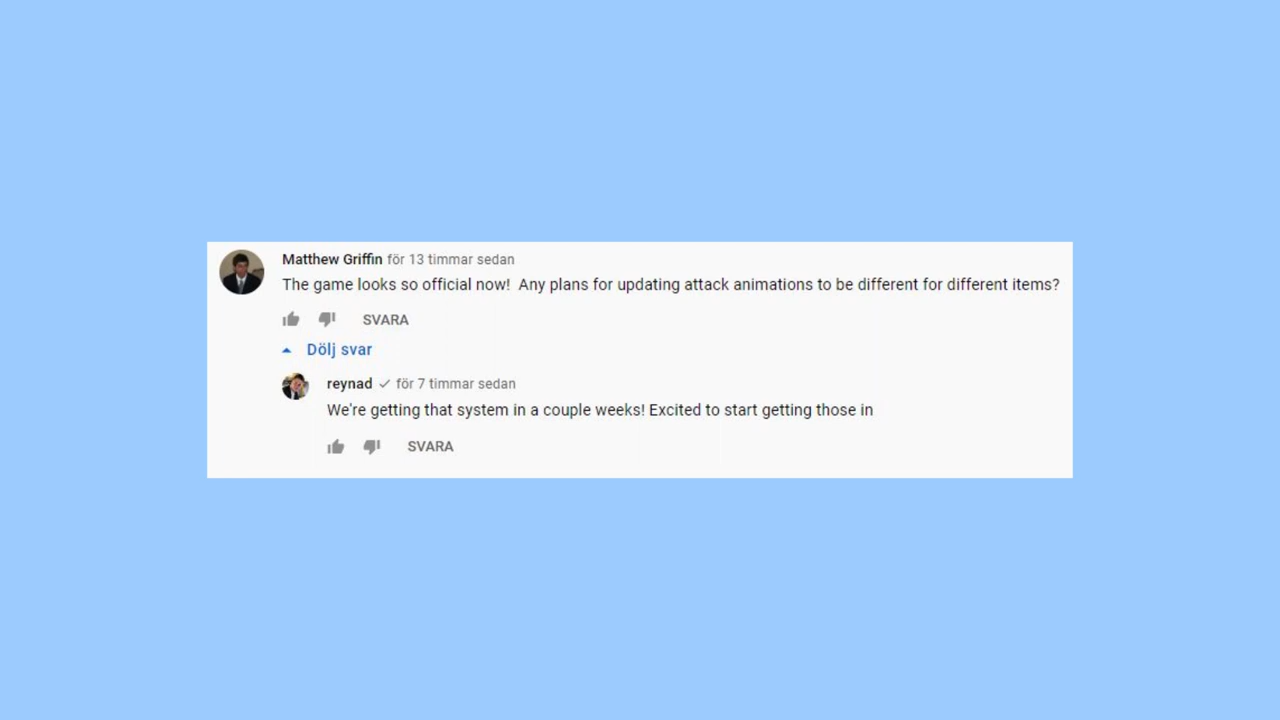 Matthew Griffin för 13 timmar sedan
The game looks so official now!  Any plans for updating attack animations to be different for different items?
SVARA
Dölj svar
reynad för 7 timmar sedan
We're getting that system in a couple weeks! Excited to start getting those in
SVARA